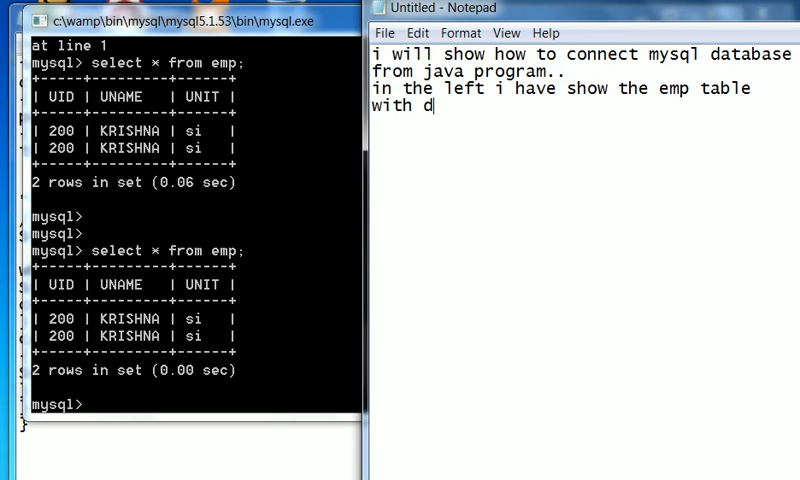 c:\wamp\bin\mysql\mysql5.1.53\bin\mysql.exe
at line 1
mysql> select * from emp;
+-----+---------+------+
| UID | UNAME   | UNIT |
+-----+---------+------+
| 200 | KRISHNA | si   |
| 200 | KRISHNA | si   |
+-----+---------+------+
2 rows in set (0.06 sec)
mysql>
mysql>
mysql> select * from emp;
+-----+---------+------+
| UID | UNAME   | UNIT |
+-----+---------+------+
| 200 | KRISHNA | si   |
| 200 | KRISHNA | si   |
+-----+---------+------+
2 rows in set (0.00 sec)
mysql>
}
Untitled - Notepad
File Edit Format View Help
i will show how to connect mysql database
from java program..
in the left i have show the emp table
with d